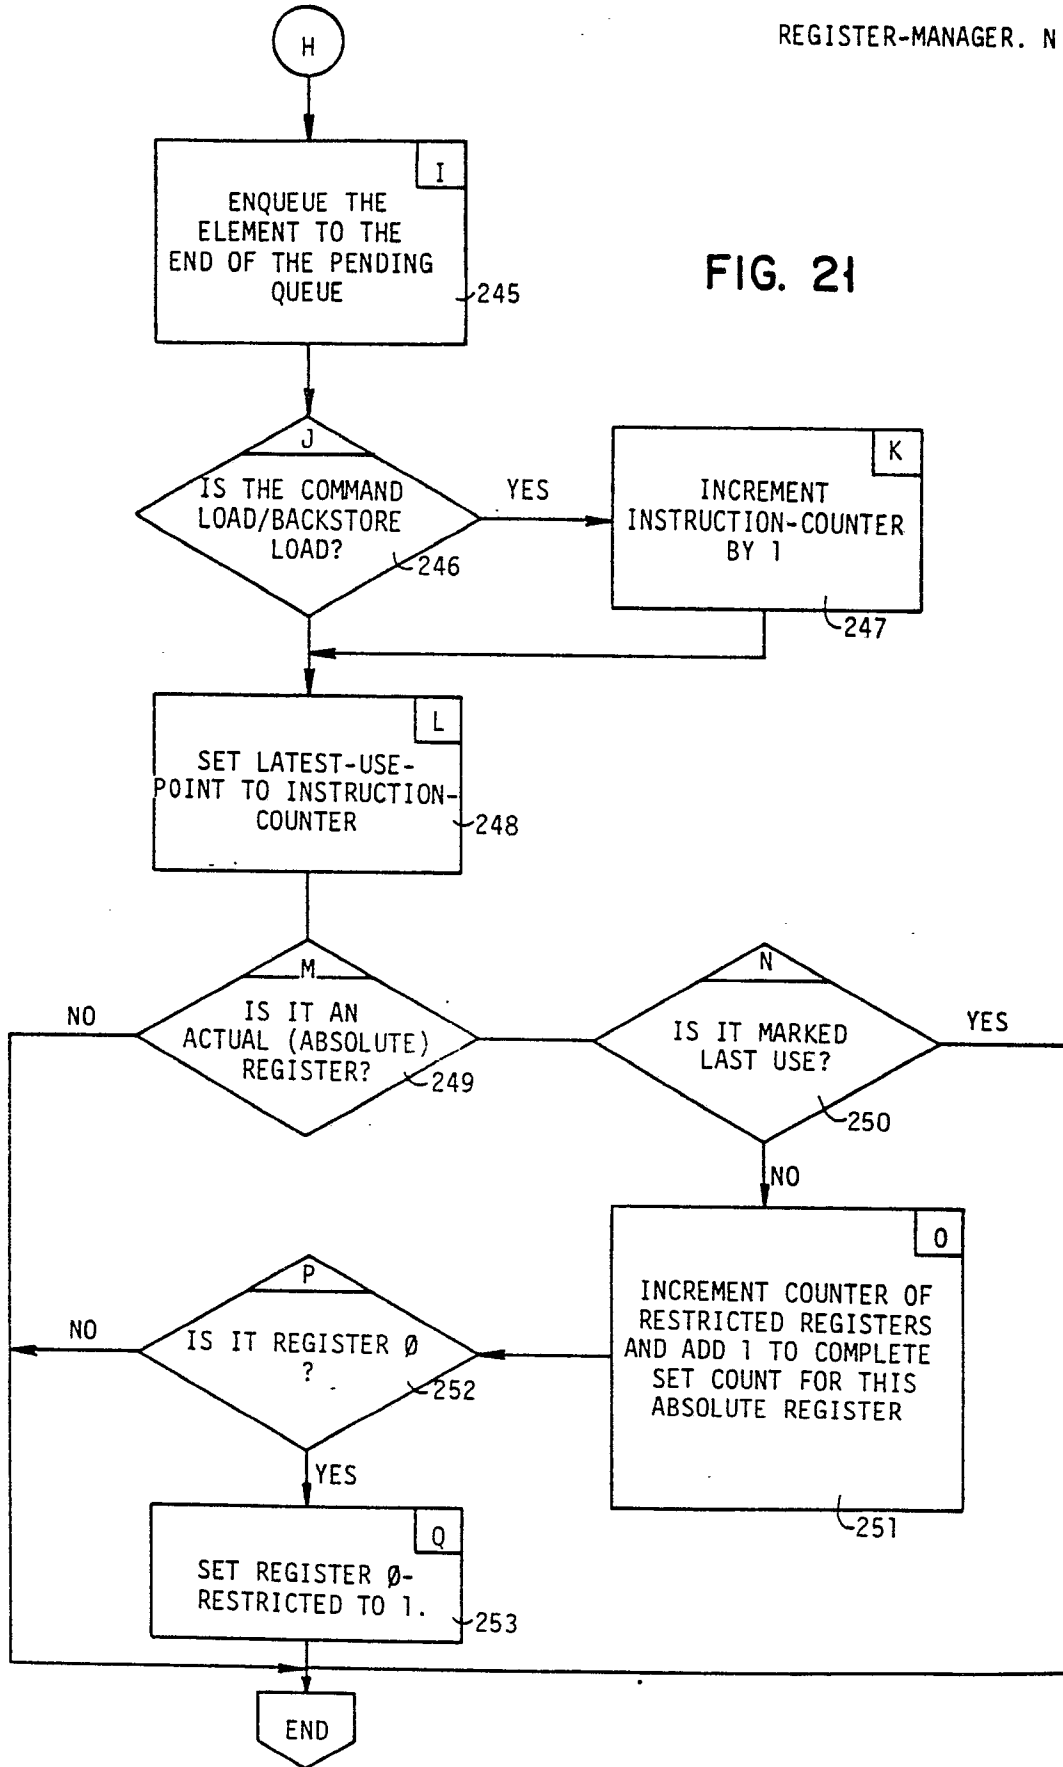 H
REGISTER-MANAGER. N
I
ENQUEUE THE
ELEMENT TO THE
END OF THE PENDING
QUEUE
245
FIG. 21
J
IS THE COMMAND
LOAD/BACKSTORE
LOAD?
246
YES
K
INCREMENT
INSTRUCTION-COUNTER
BY 1
247
L
SET LATEST-USE-
POINT TO INSTRUCTION-
COUNTER
248
M
IS IT AN
ACTUAL (ABSOLUTE)
REGISTER?
249
NO
N
IS IT MARKED
LAST USE?
250
YES
NO
O
INCREMENT COUNTER OF
RESTRICTED REGISTERS
AND ADD 1 TO COMPLETE
SET COUNT FOR THIS
ABSOLUTE REGISTER
251
P
IS IT REGISTER Ø
?
252
NO
YES
Q
SET REGISTER Ø-
RESTRICTED TO 1.
253
END